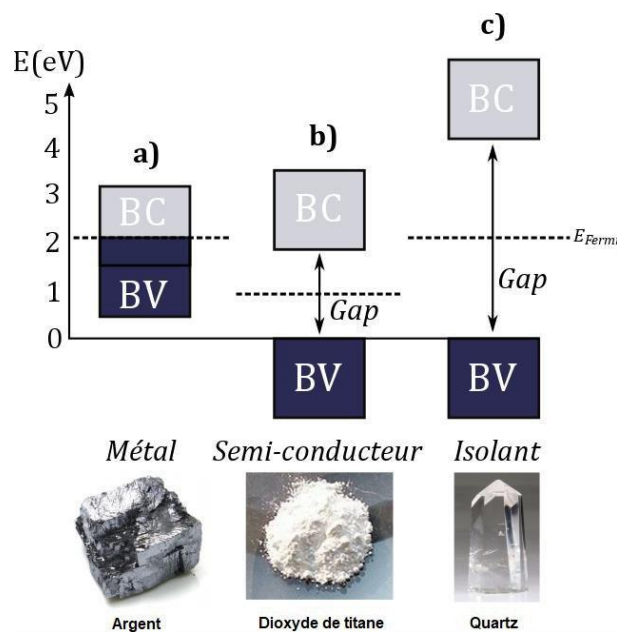 c)
E(eV)
BC
5
b)
4
a)
3
BC
BC
2
E_Fermi
Gap
1
BV
Gap
0
BV
BV
Métal
Semi-conducteur
Isolant
Argent
Dioxyde de titane
Quartz